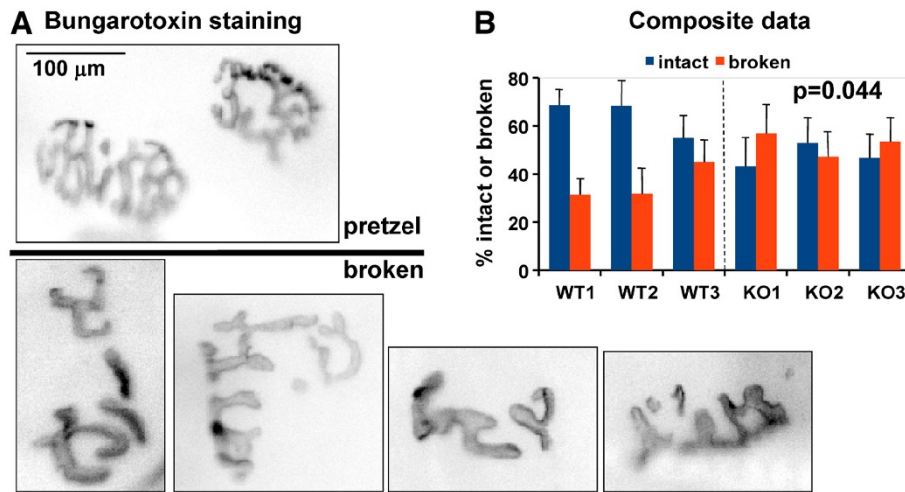 A Bungarotoxin staining
100 μm
pretzel
broken
B Composite data
intact broken
p=0.044
% intact or broken
80
60
40
20
0
WT1 WT2 WT3 KO1 KO2 KO3